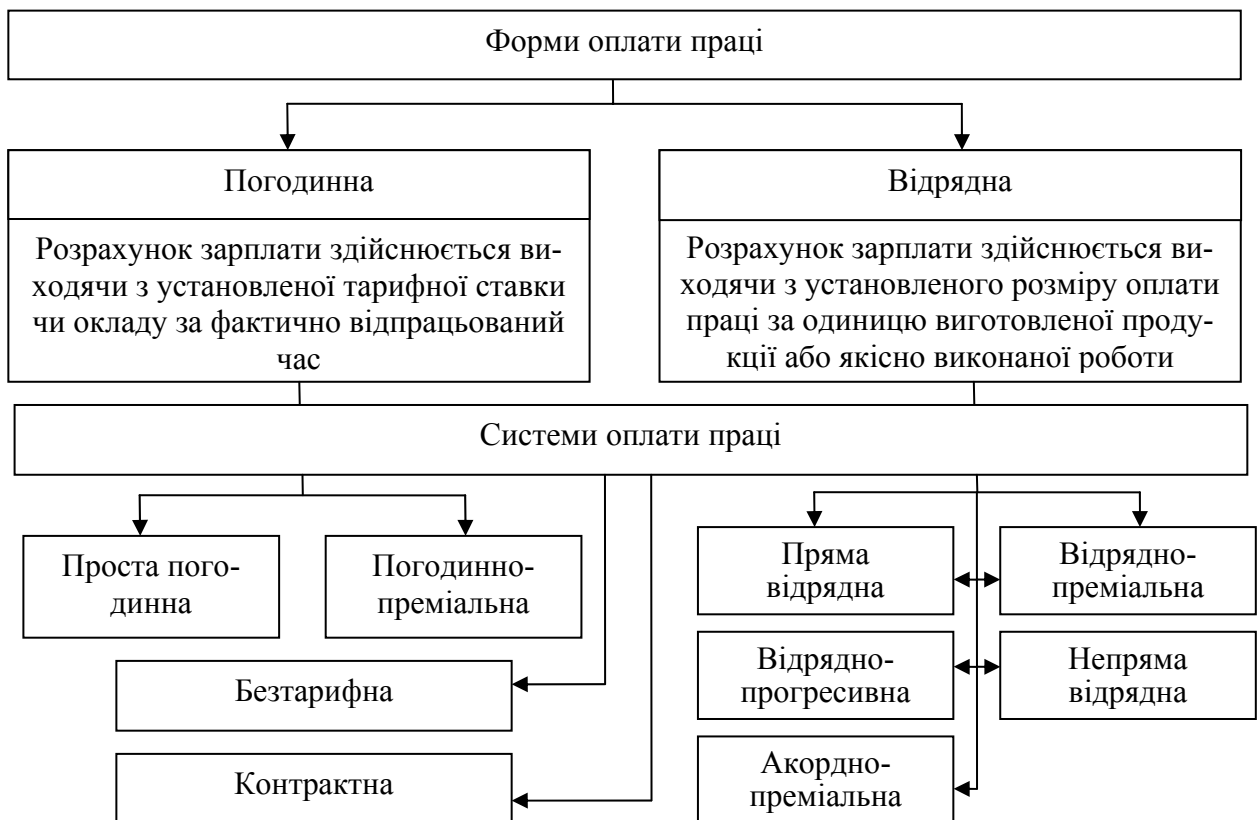 Форми оплати праці
Погодинна
Відрядна
Розрахунок зарплати здійснюється ви-
ходячи з установленої тарифної ставки
чи окладу за фактично відпрацьований
час
Розрахунок зарплати здійснюється ви-
ходячи з установленого розміру оплати
праці за одиницю виготовленої проду-
кції або якісно виконаної роботи
Системи оплати праці
Проста пого-
динна
Погодинно-
преміальна
Пряма
відрядна
Відрядно-
преміальна
Безтарифна
Відрядно-
прогресивна
Непряма
відрядна
Контрактна
Акордно-
преміальна